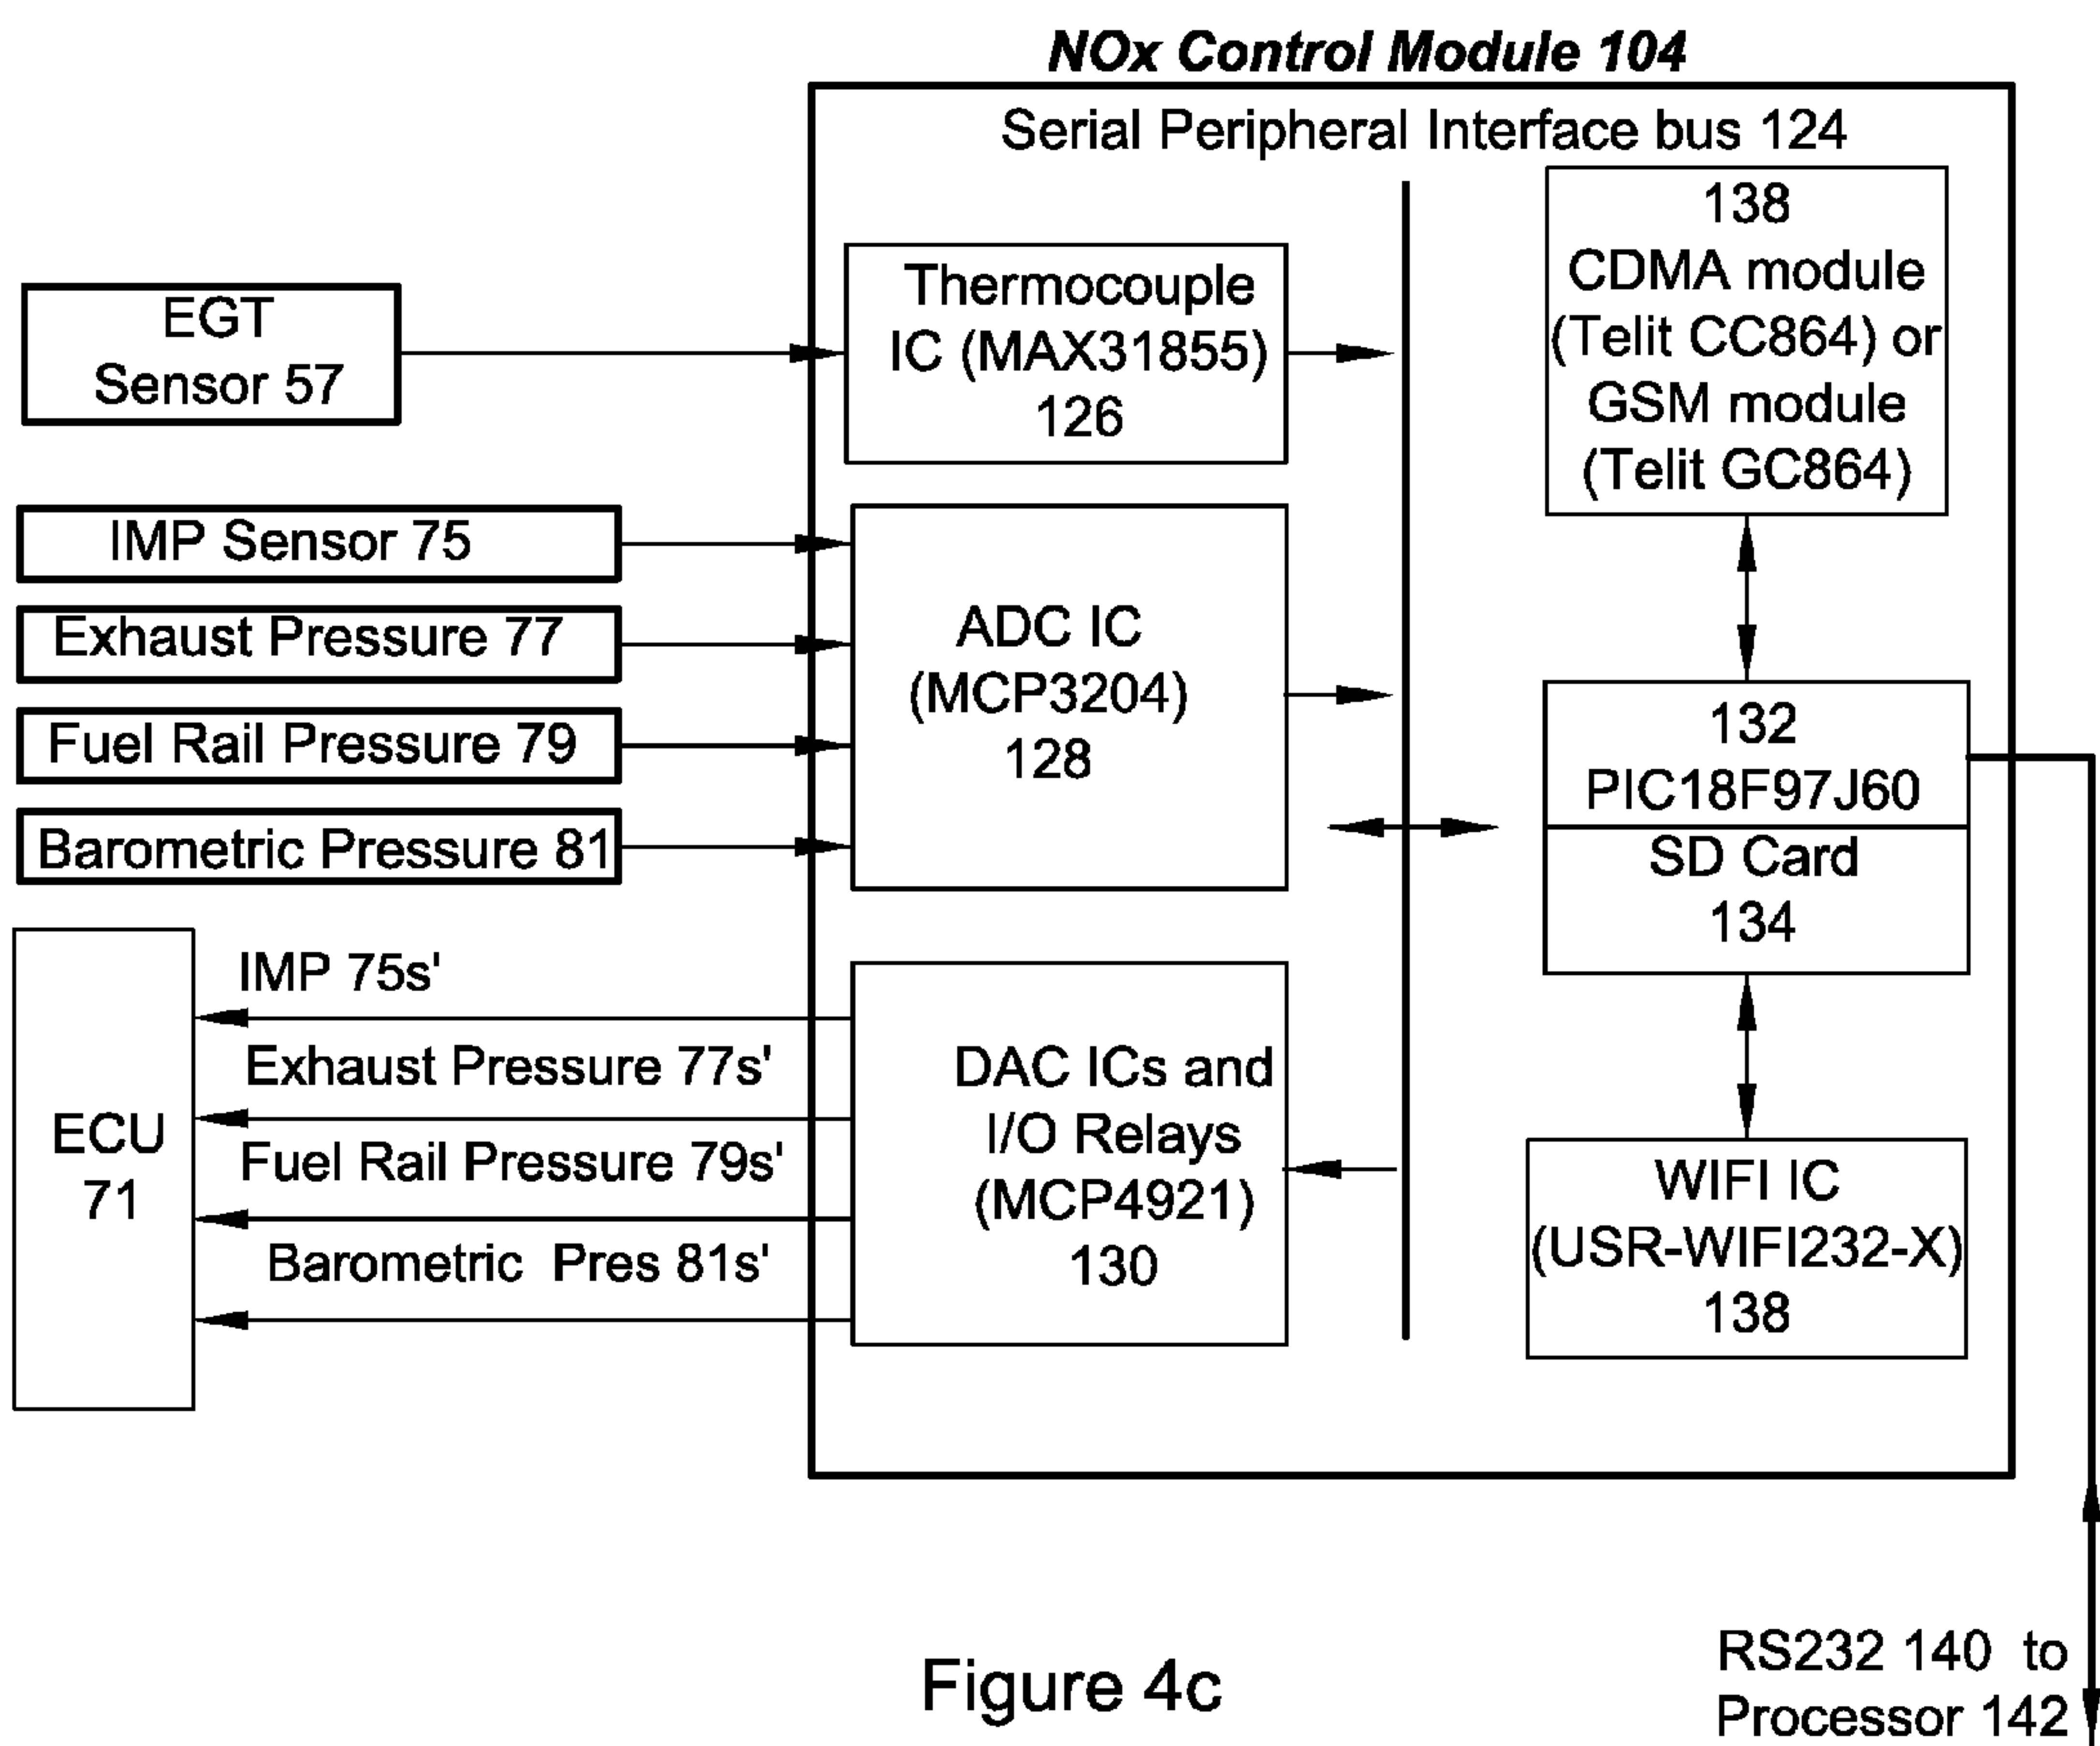 NOx Control Module 104
Serial Peripheral Interface bus 124
EGT
Sensor 57
IMP Sensor 75
Exhaust Pressure 77
Fuel Rail Pressure 79
Barometric Pressure 81
ECU
71
IMP 75s'
Exhaust Pressure 77s'
Fuel Rail Pressure 79s'
Barometric Pres 81s'
Thermocouple
IC (MAX31855)
126
ADC IC
(MCP3204)
128
DAC ICs and
I/O Relays
(MCP4921)
130
138
CDMA module
(Telit CC864) or
GSM module
(Telit GC864)
132
PIC18F97J60
SD Card
134
WIFI IC
(USR-WIFI232-X)
138
RS232 140 to
Processor 142
Figure 4c